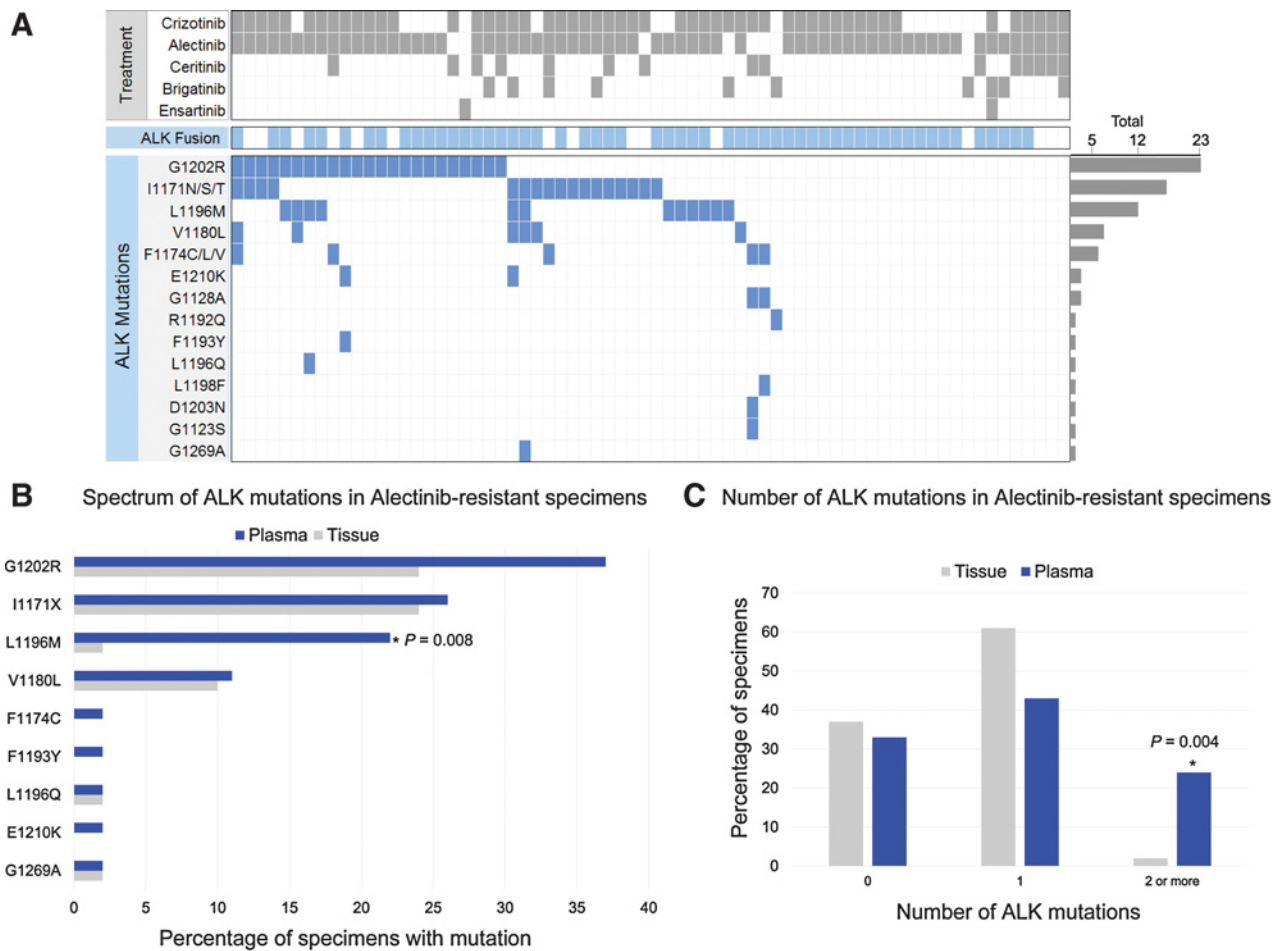 A
Treatment
Crizotinib
Alectinib
Ceritinib
Brigatinib
Ensartinib
ALK Fusion
Total
5 12 23
ALK Mutations
G1202R
I1171N/S/T
L1196M
V1180L
F1174C/L/V
E1210K
G1128A
R1192Q
F1193Y
L1196Q
L1198F
D1203N
G1123S
G1269A
B Spectrum of ALK mutations in Alectinib-resistant specimens
Plasma Tissue
G1202R
I1171X
L1196M
* P = 0.008
V1180L
F1174C
F1193Y
L1196Q
E1210K
G1269A
0 5 10 15 20 25 30 35 40
Percentage of specimens with mutation
C Number of ALK mutations in Alectinib-resistant specimens
Tissue Plasma
Percentage of specimens
70
60
50
40
30
20
10
0
P = 0.004
*
0 1 2 or more
Number of ALK mutations